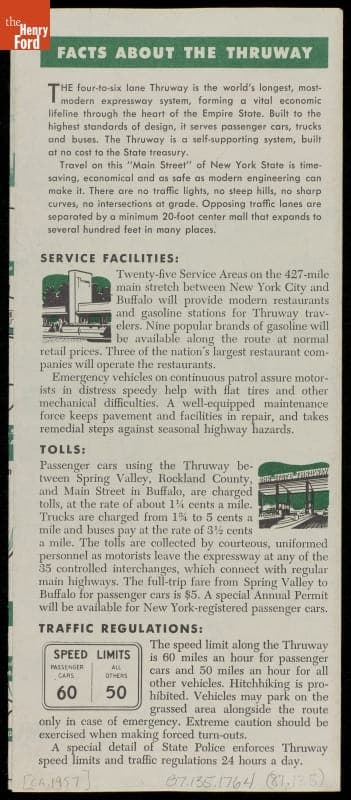 the
Henry
Ford
FACTS ABOUT THE THRUWAY
THE four-to-six lane Thruway is the world's longest, most-
modern expressway system, forming a vital economic
lifeline through the heart of the Empire State. Built to the
highest standards of design, it serves passenger cars, trucks
and buses. The Thruway is a self-supporting system, built
at no cost to the State treasury.
Travel on this "Main Street" of New York State is time-
saving, economical and as safe as modern engineering can
make it. There are no traffic lights, no steep hills, no sharp
curves, no intersections at grade. Opposing traffic lanes are
separated by a minimum 20-foot center mall that expands to
several hundred feet in many places.
SERVICE FACILITIES:
Twenty-five Service Areas on the 427-mile
main stretch between New York City and
Buffalo will provide modern restaurants
and gasoline stations for Thruway trav-
elers. Nine popular brands of gasoline will
be available along the route at normal
retail prices. Three of the nation's largest restaurant com-
panies will operate the restaurants.
Emergency vehicles on continuous patrol assure motor-
ists in distress speedy help with flat tires and other
mechanical difficulties. A well-equipped maintenance
force keeps pavement and facilities in repair, and takes
remedial steps against seasonal highway hazards.
TOLLS:
Passenger cars using the Thruway be-
tween Spring Valley, Rockland County,
and Main Street in Buffalo, are charged
tolls, at the rate of about 1¼ cents a mile.
Trucks are charged from 1¾ to 5 cents a
mile and buses pay at the rate of 3½ cents
a mile. The tolls are collected by courteous, uniformed
personnel as motorists leave the expressway at any of the
35 controlled interchanges, which connect with regular
main highways. The full-trip fare from Spring Valley to
Buffalo for passenger cars is $5. A special Annual Permit
will be available for New York-registered passenger cars.
TRAFFIC REGULATIONS:
SPEED LIMITS
PASSENGER CARS 60
ALL OTHERS 50
The speed limit along the Thruway
is 60 miles an hour for passenger
cars and 50 miles an hour for all
other vehicles. Hitchhiking is pro-
hibited. Vehicles may park on the
grassed area alongside the route
only in case of emergency. Extreme caution should be
exercised when making forced turn-outs.
A special detail of State Police enforces Thruway
speed limits and traffic regulations 24 hours a day.
[ca. 1957] 87.135.1764 (87.135)